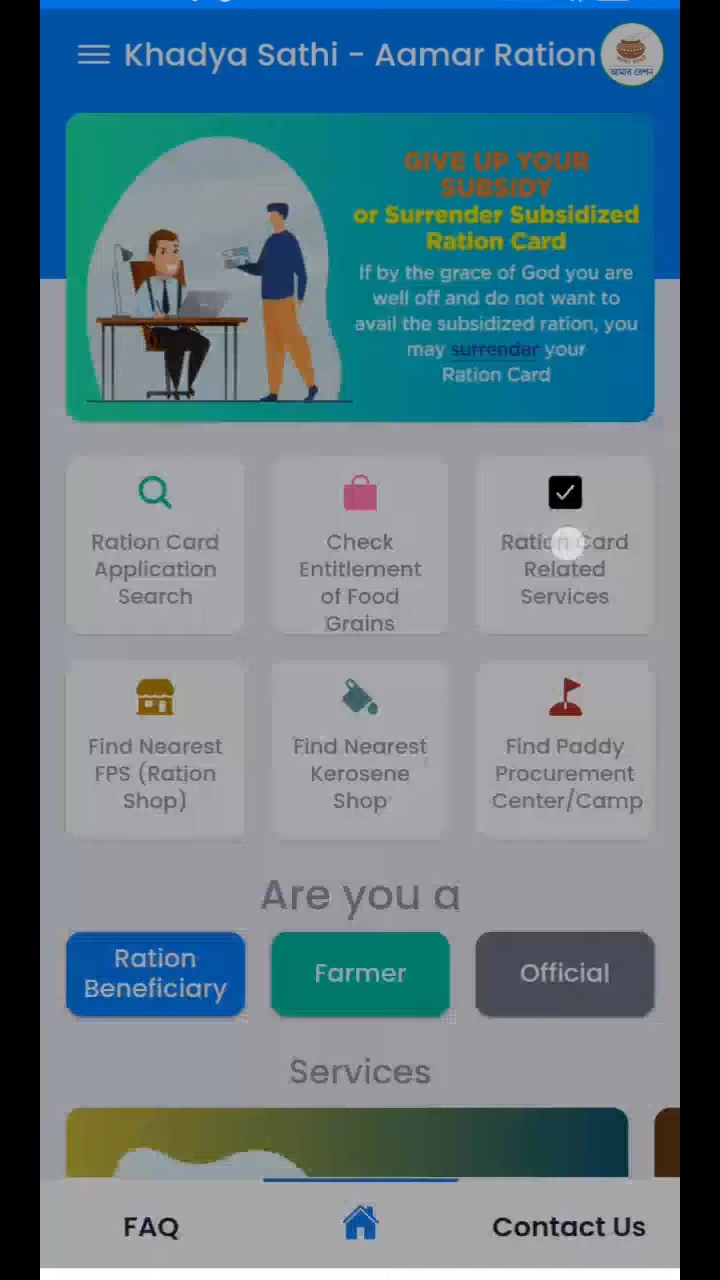 Khadya Sathi - Aamar Ration
আমার রেশন
GIVE UP YOUR
SUBSIDY
or Surrender Subsidized
Ration Card
If by the grace of God you are
well off and do not want to
avail the subsidized ration, you
may surrender your
Ration Card
Ration Card
Application
Search
Check
Entitlement
of Food
Grains
Ration Card
Related
Services
Find Nearest
FPS (Ration
Shop)
Find Nearest
Kerosene
Shop
Find Paddy
Procurement
Center/Camp
Are you a
Ration
Beneficiary
Farmer
Official
Services
FAQ
Contact Us